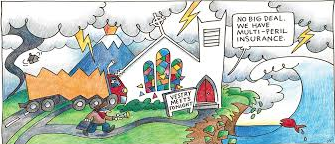 NO BIG DEAL.
WE HAVE
MULTI-PERIL
INSURANCE.
VESTRY
MEETS
TONIGHT